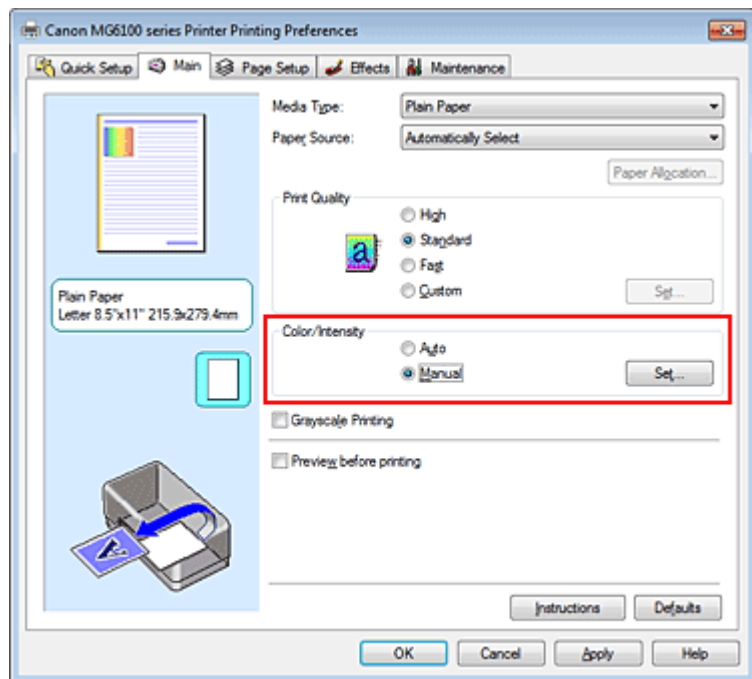 Canon MG6100 series Printer Printing Preferences
Quick Setup Main Page Setup Effects Maintenance
Media Type: Plain Paper
Paper Source: Automatically Select
Paper Allocation...
Print Quality
High
a Standard
Fast
Custom Set...
Plain Paper
Letter 8.5"x11" 215.9x279.4mm
Color/Intensity
Auto
Manual Set...
Grayscale Printing
Preview before printing
A
Instructions Defaults
OK Cancel Apply Help